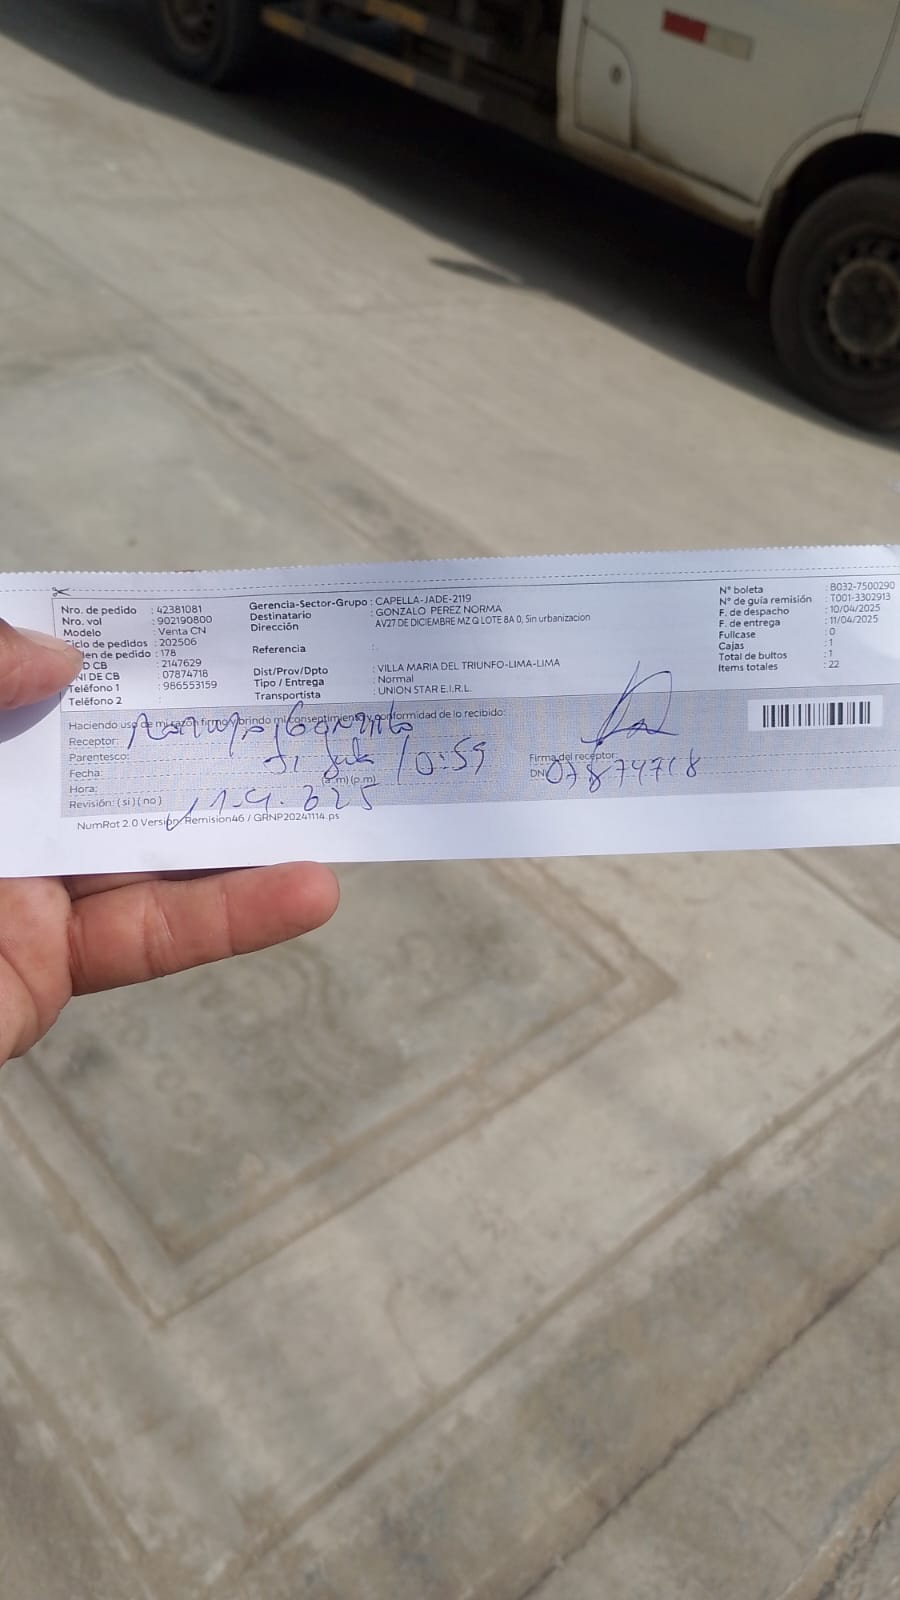 Nro. de pedido : 42381081
Nro. vol : 902190800
Modelo : Venta CN
Ciclo de pedidos : 202506
den de pedido : 178
D CB : 2147629
NI DE CB : 07874718
Teléfono 1 : 986553159
Teléfono 2 :
Gerencia-Sector-Grupo : CAPELLA-JADE-2119
Destinatario : GONZALO PEREZ NORMA
Dirección : AV27 DE DICIEMBRE MZ Q LOTE 8A 0, Sin urbanizacion
Referencia : .
Dist/Prov/Dpto : VILLA MARIA DEL TRIUNFO-LIMA-LIMA
Tipo / Entrega : Normal
Transportista : UNION STAR E.I.R.L.
N° boleta : B032-7500290
N° de guía remisión : T001-3302913
F. de despacho : 10/04/2025
F. de entrega : 11/04/2025
Fullcase : 0
Cajas : 1
Total de bultos : 1
Items totales : 22
Haciendo uso de mi razón firmo y brindo mi conseptimiento y conformidad de lo recibido:
Receptor:
Parentesco:
Fecha: 10:59
Hora: (a.m) (p.m)
Revisión: ( si ) ( no )
Firma del receptor:
DNI 07874718
NumRot 2.0 Versión Remision46 / GRNP20241114.ps